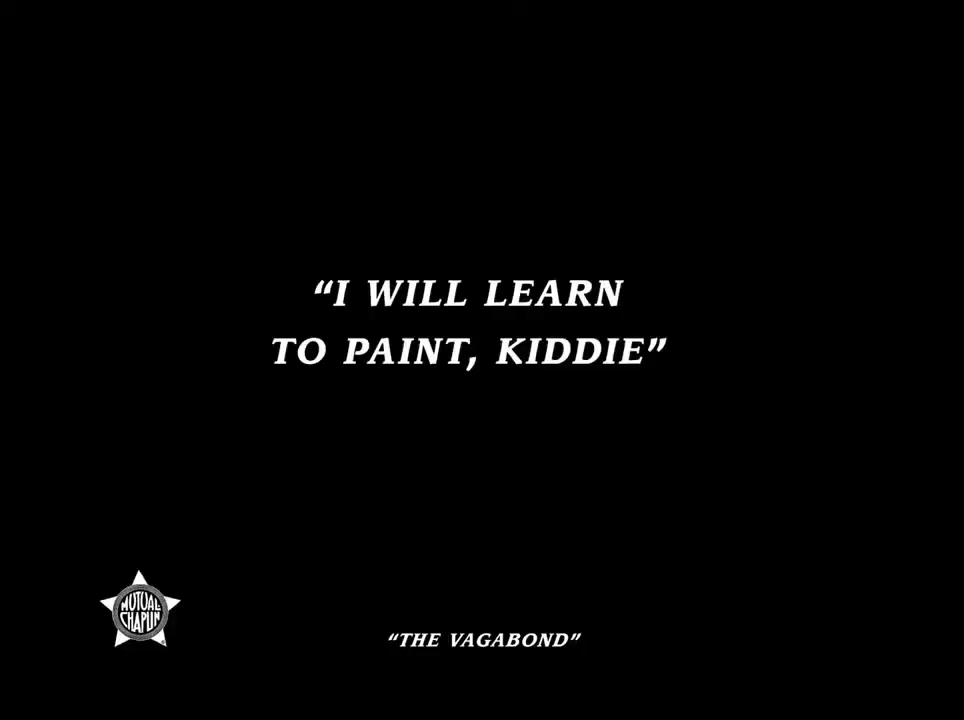 “I WILL LEARN
TO PAINT, KIDDIE”
MUTUAL
CHAPLIN
“THE VAGABOND”